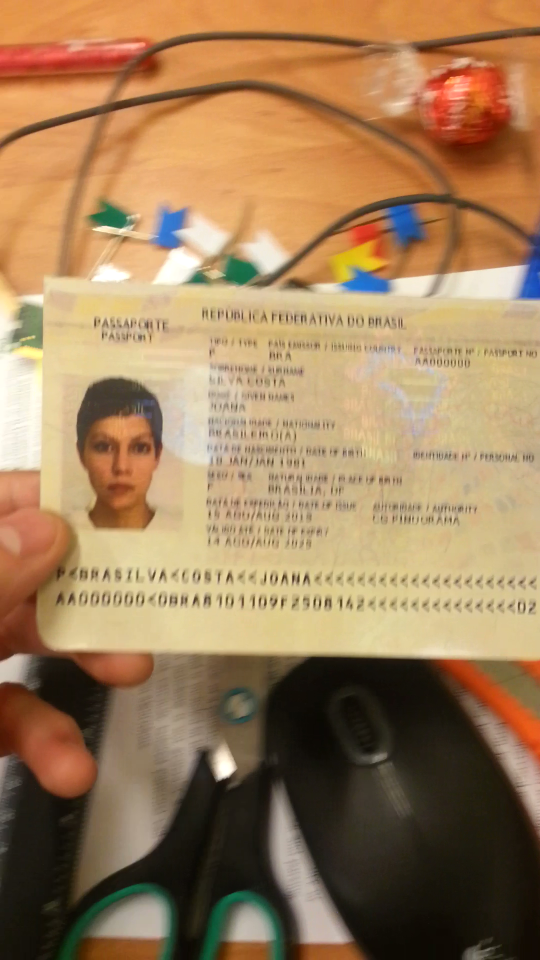 REPÚBLICA FEDERATIVA DO BRASIL
PASSAPORTE
PASSPORT
TIPO / TYPE PAÍS EMISSOR / ISSUING COUNTRY PASSAPORTE Nº / PASSPORT NO
P BRA AA000000
SOBRENOME / SURNAME
SILVA COSTA
NOME / GIVEN NAMES
JOANA
NACIONALIDADE / NATIONALITY
BRASILEIRO(A)
DATA DE NASCIMENTO / DATE OF BIRTH IDENTIDADE Nº / PERSONAL NO
10 JAN/JAN 1981
SEXO / SEX NATURALIDADE / PLACE OF BIRTH
F BRASÍLIA, DF
DATA DE EXPEDIÇÃO / DATE OF ISSUE AUTORIDADE / AUTHORITY
15 AGO/AUG 2015 CG PINDORAMA
VÁLIDO ATÉ / DATE OF EXPIRY
14 AGO/AUG 2025
P<BRASILVA<COSTA<<JOANA<<<<<<<<<<<<<<<<<<
AA000000<0BRA8101109F2508142<<<<<<<<<<<02